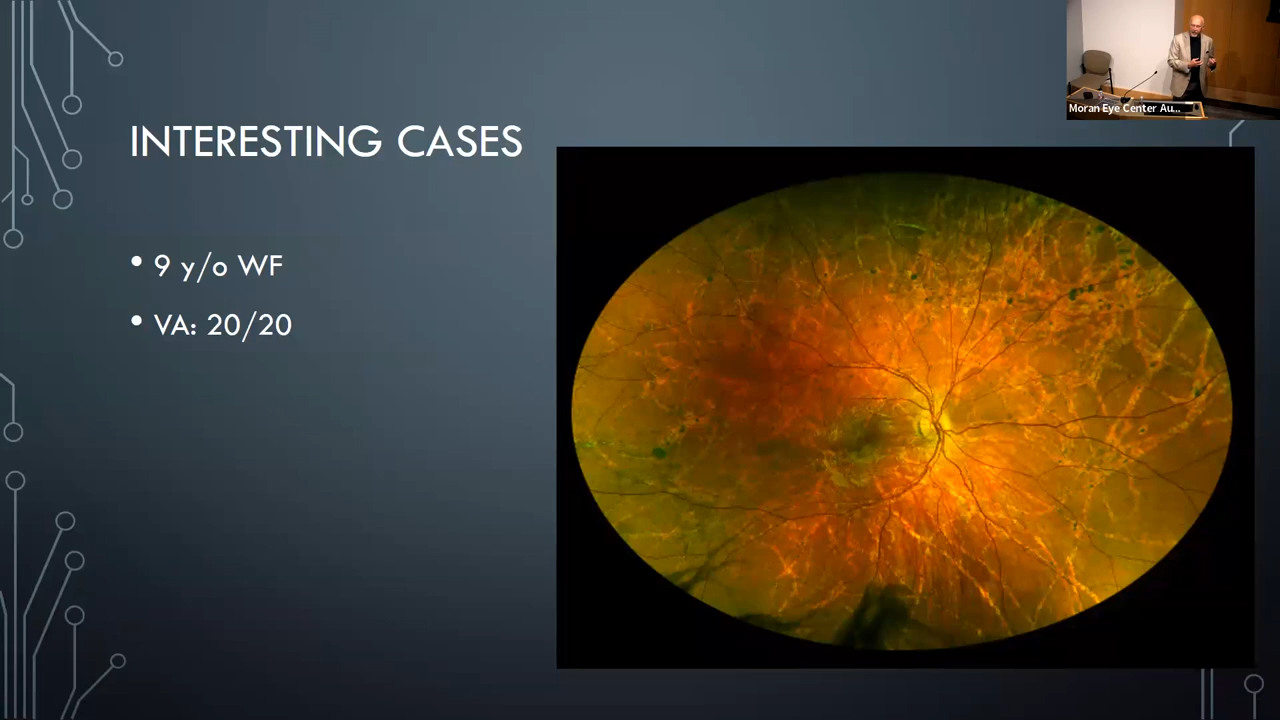 Moran Eye Center Au...
INTERESTING CASES
• 9 y/o WF
• VA: 20/20